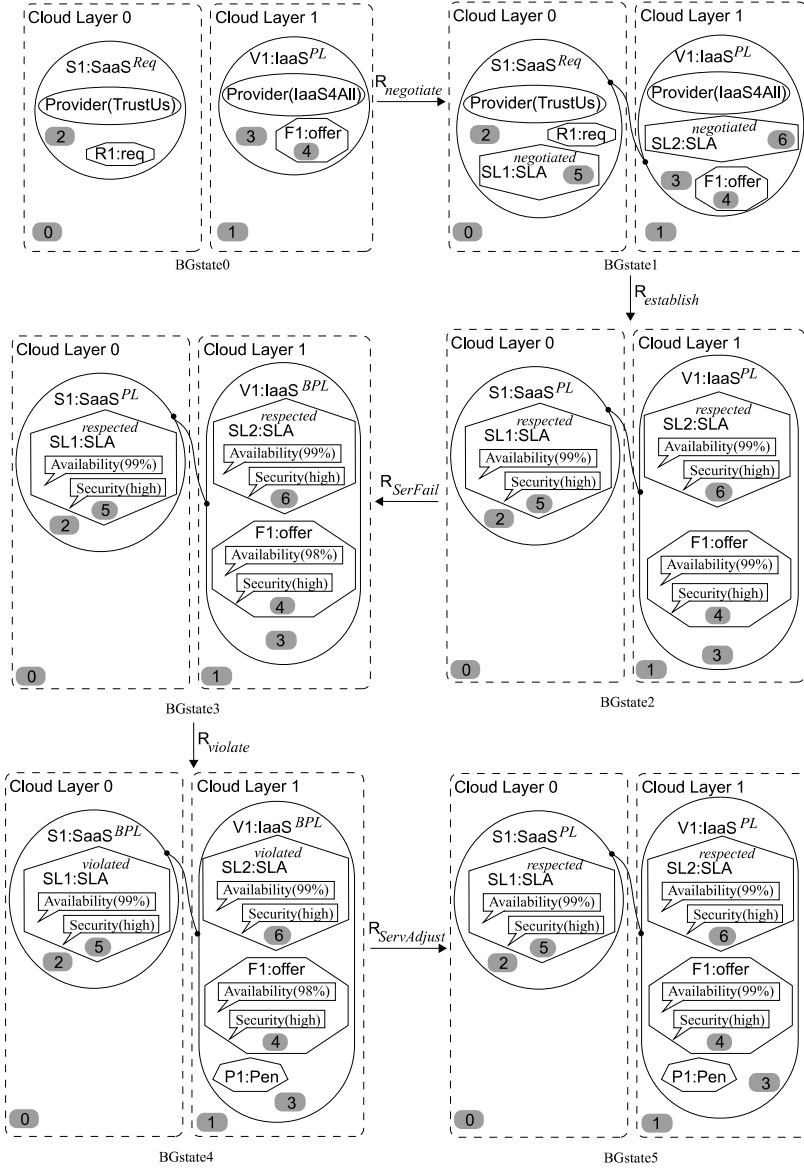 Cloud Layer 0
Cloud Layer 1
S1:SaaS^Req
Provider(TrustUs)
2
R1:req
0
V1:IaaS^PL
Provider(IaaS4All)
3
F1:offer
4
1
BGstate0
R_negotiate
Cloud Layer 0
Cloud Layer 1
S1:SaaS^Req
Provider(TrustUs)
2
R1:req
negotiated
SL1:SLA
5
0
V1:IaaS^PL
Provider(IaaS4All)
negotiated
SL2:SLA
6
3
F1:offer
4
1
BGstate1
R_establish
Cloud Layer 0
Cloud Layer 1
S1:SaaS^PL
respected
SL1:SLA
Availability(99%)
Security(high)
5
2
0
V1:IaaS^BPL
respected
SL2:SLA
Availability(99%)
Security(high)
6
F1:offer
Availability(98%)
Security(high)
4
3
1
BGstate3
R_SerFail
Cloud Layer 0
Cloud Layer 1
S1:SaaS^PL
respected
SL1:SLA
Availability(99%)
Security(high)
5
2
0
V1:IaaS^PL
respected
SL2:SLA
Availability(99%)
Security(high)
6
F1:offer
Availability(99%)
Security(high)
4
3
1
BGstate2
R_violate
Cloud Layer 0
Cloud Layer 1
S1:SaaS^BPL
violated
SL1:SLA
Availability(99%)
Security(high)
5
2
0
V1:IaaS^BPL
violated
SL2:SLA
Availability(99%)
Security(high)
6
F1:offer
Availability(98%)
Security(high)
4
P1:Pen
3
1
BGstate4
R_ServAdjust
Cloud Layer 0
Cloud Layer 1
S1:SaaS^PL
respected
SL1:SLA
Availability(99%)
Security(high)
5
2
0
V1:IaaS^PL
respected
SL2:SLA
Availability(99%)
Security(high)
6
F1:offer
Availability(99%)
Security(high)
4
P1:Pen
3
1
BGstate5